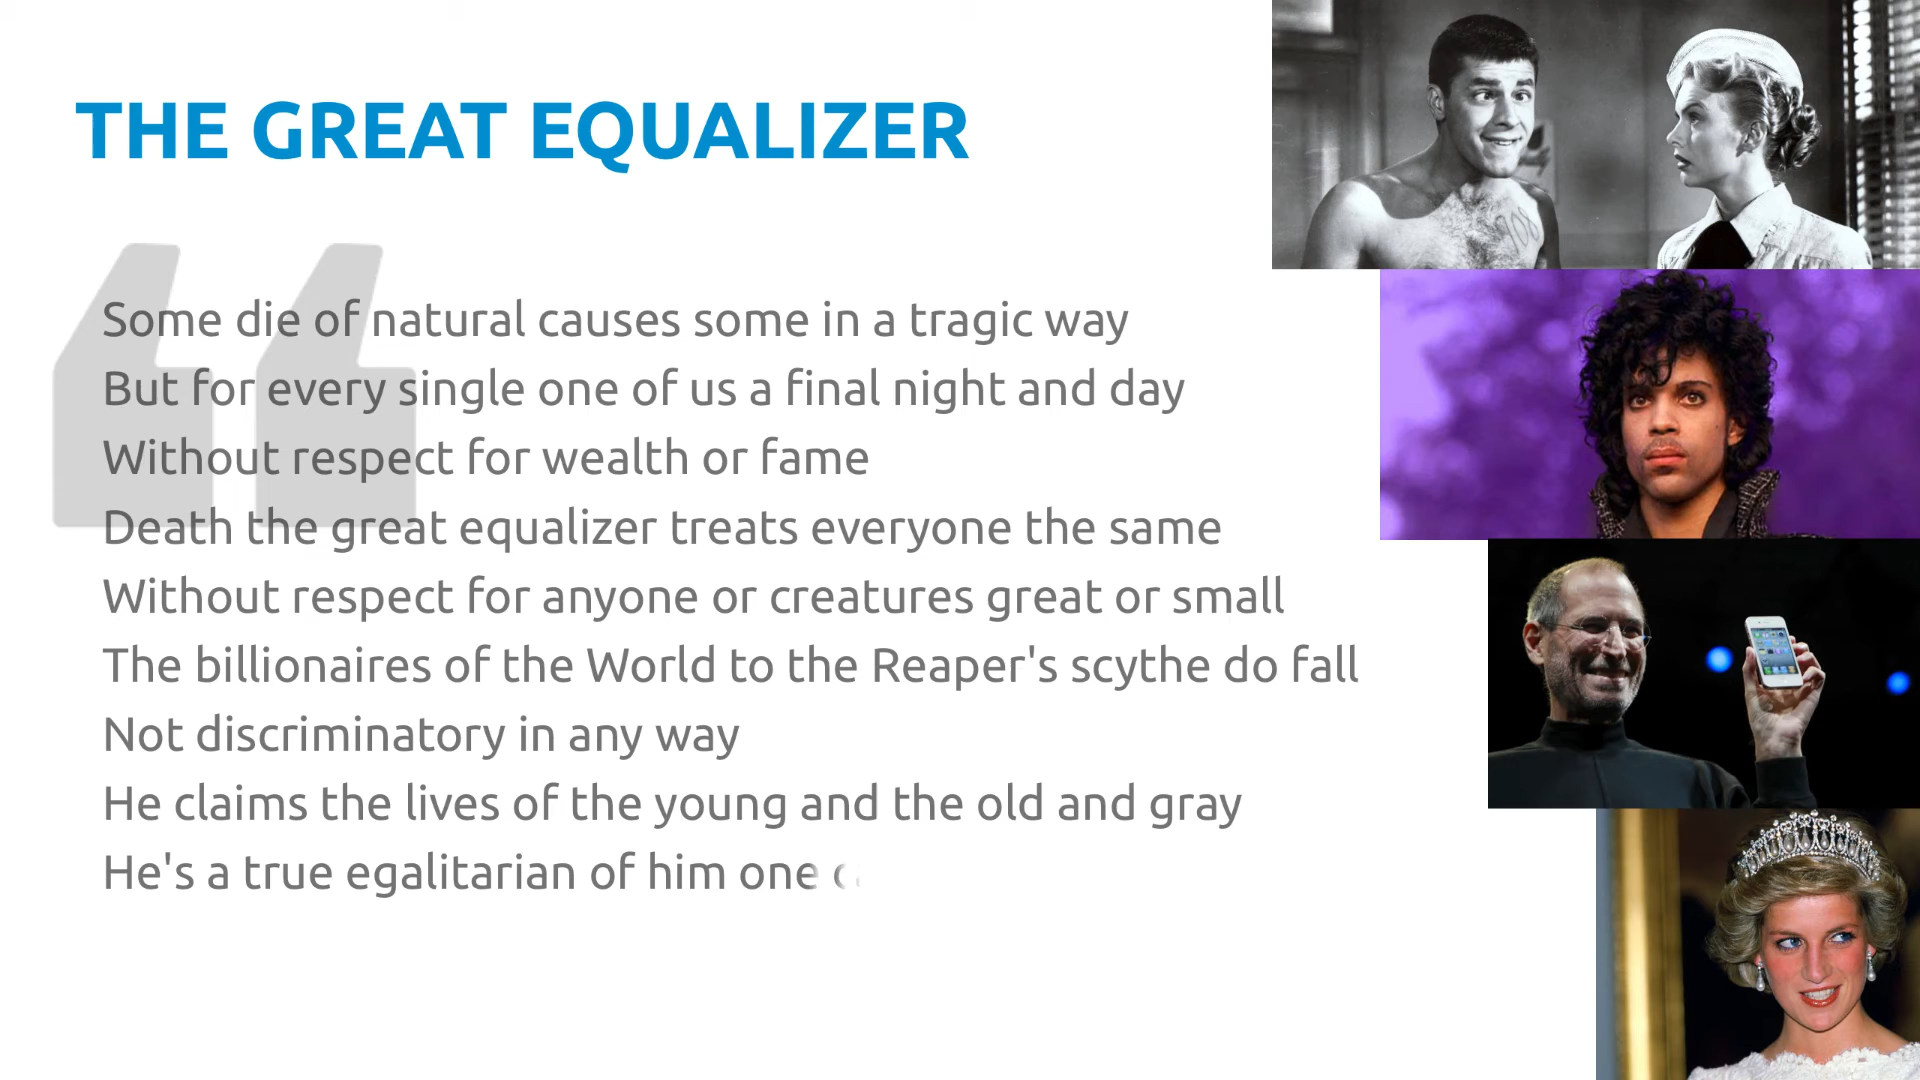 THE GREAT EQUALIZER
Some die of natural causes some in a tragic way
But for every single one of us a final night and day
Without respect for wealth or fame
Death the great equalizer treats everyone the same
Without respect for anyone or creatures great or small
The billionaires of the World to the Reaper's scythe do fall
Not discriminatory in any way
He claims the lives of the young and the old and gray
He's a true egalitarian of him one